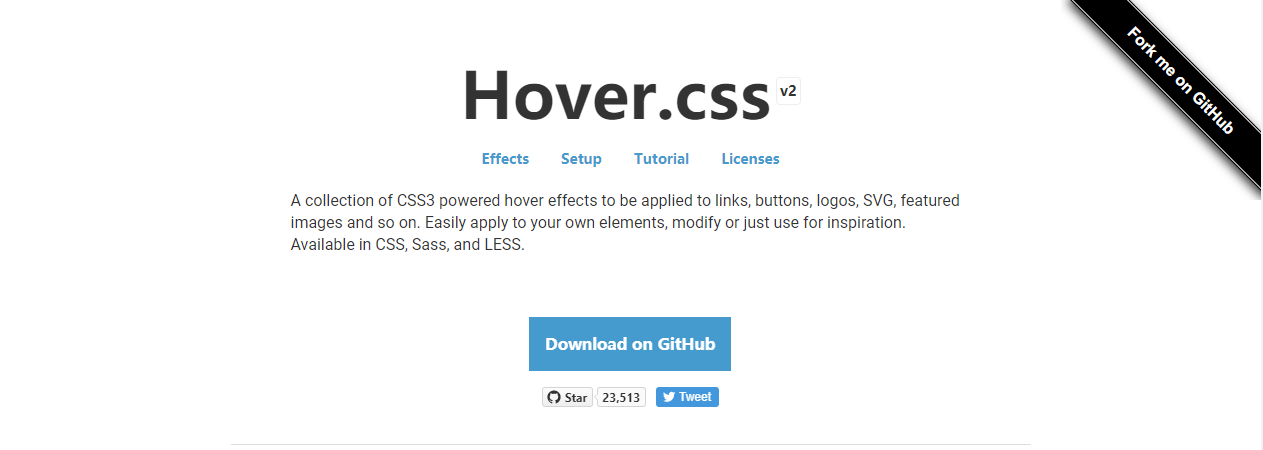 Fork me on GitHub
Hover.css v2
Effects Setup Tutorial Licenses
A collection of CSS3 powered hover effects to be applied to links, buttons, logos, SVG, featured
images and so on. Easily apply to your own elements, modify or just use for inspiration.
Available in CSS, Sass, and LESS.
Download on GitHub
Star 23,513 Tweet